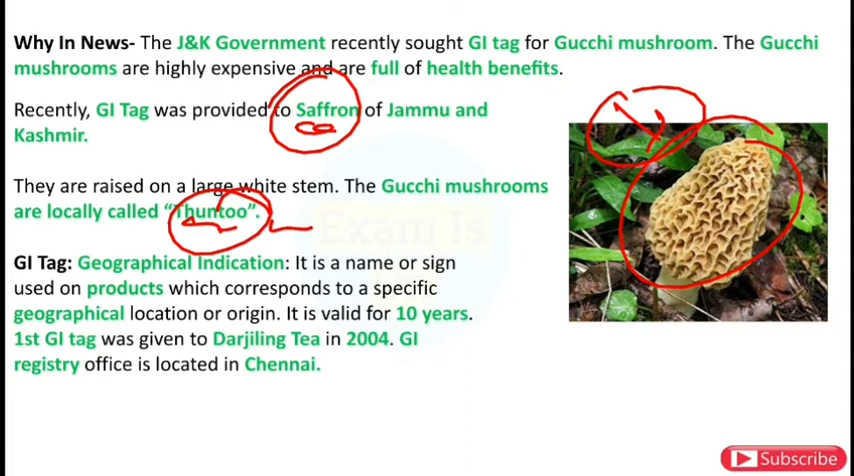 Why In News- The J&K Government recently sought GI tag for Gucchi mushroom. The Gucchi
mushrooms are highly expensive and are full of health benefits.
Recently, GI Tag was provided to Saffron of Jammu and
Kashmir.
They are raised on a large white stem. The Gucchi mushrooms
are locally called “Thuntoo”.
Exam Is
GI Tag: Geographical Indication: It is a name or sign
used on products which corresponds to a specific
geographical location or origin. It is valid for 10 years.
1st GI tag was given to Darjiling Tea in 2004. GI
registry office is located in Chennai.
Subscribe